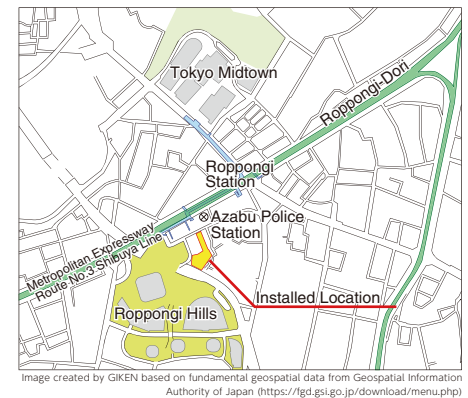 Tokyo Midtown
Roppongi-Dori
Roppongi
Station
Azabu Police
Station
Metropolitan Expressway
Route No.3 Shibuya Line
Installed Location
Roppongi Hills
Image created by GIKEN based on fundamental geospatial data from Geospatial Information
Authority of Japan (https://fgd.gsi.go.jp/download/menu.php)